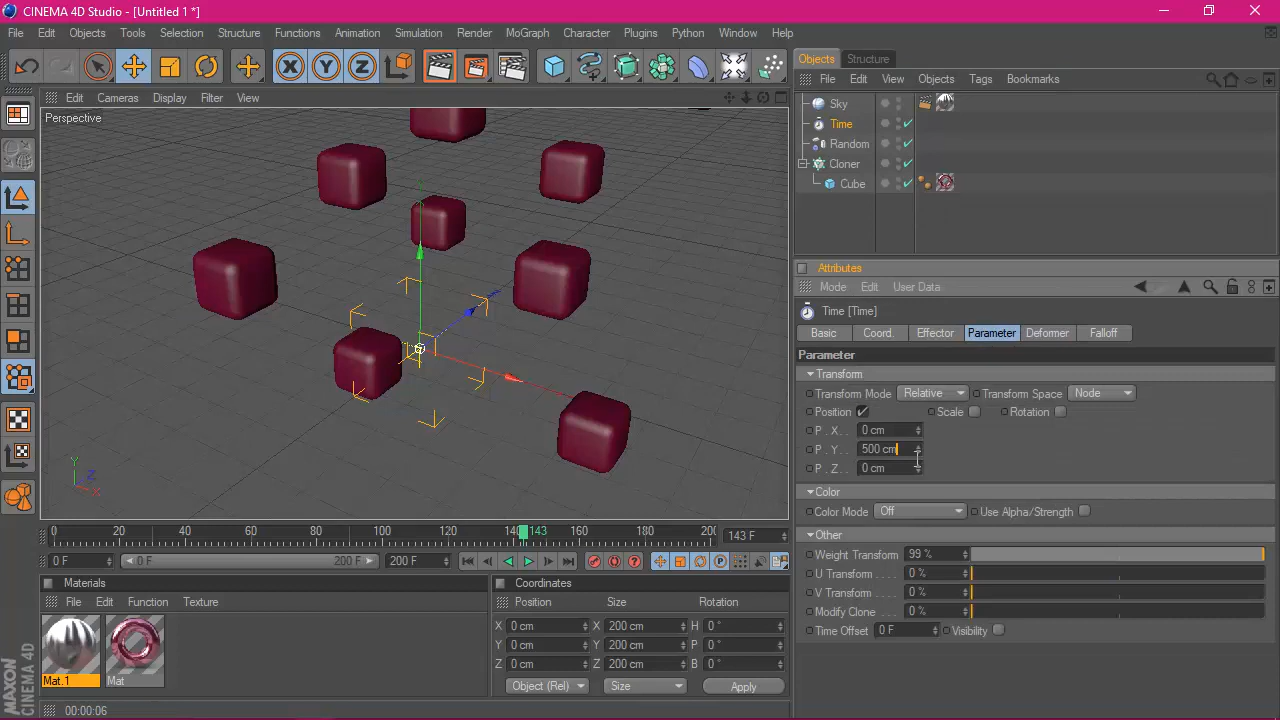 CINEMA 4D Studio - [Untitled 1 *]
File Edit Objects Tools Selection Structure Functions Animation Simulation Render MoGraph Character Plugins Python Window Help
Objects Structure
Edit Cameras Display Filter View
File Edit View Objects Tags Bookmarks
Perspective
Sky
Time
Random
Cloner
Cube
Attributes
Mode Edit User Data
Time [Time]
Basic Coord. Effector Parameter Deformer Falloff
Parameter
Transform
Transform Mode Relative Transform Space Node
Position Scale Rotation
P . X . . 0 cm
P . Y . . 500 cm
P . Z . . 0 cm
Color
Color Mode Off Use Alpha/Strength
Other
Weight Transform 99 %
U Transform . . . . 0 %
V Transform . . . . 0 %
Modify Clone . . . 0 %
Time Offset 0 F Visibility
Y Z X
0 20 40 60 80 100 120 143 160 180 143 F
0 F 0 F 200 F 200 F
Materials
File Edit Function Texture
Mat.1 Mat
Coordinates
Position Size Rotation
X 0 cm X 200 cm H 0 °
Y 0 cm Y 200 cm P 0 °
Z 0 cm Z 200 cm B 0 °
Object (Rel) Size Apply
MAXON
CINEMA 4D
00:00:06